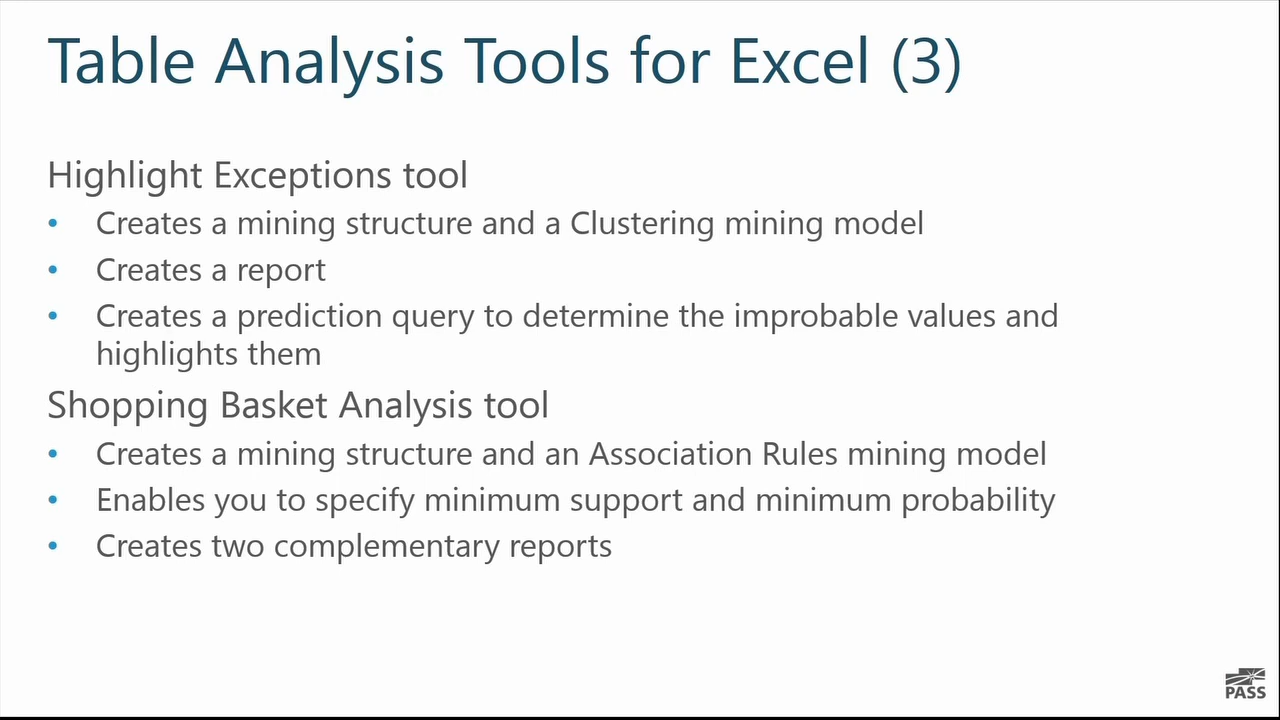 Table Analysis Tools for Excel (3)
Highlight Exceptions tool
• Creates a mining structure and a Clustering mining model
• Creates a report
• Creates a prediction query to determine the improbable values and
highlights them
Shopping Basket Analysis tool
• Creates a mining structure and an Association Rules mining model
• Enables you to specify minimum support and minimum probability
• Creates two complementary reports
PASS